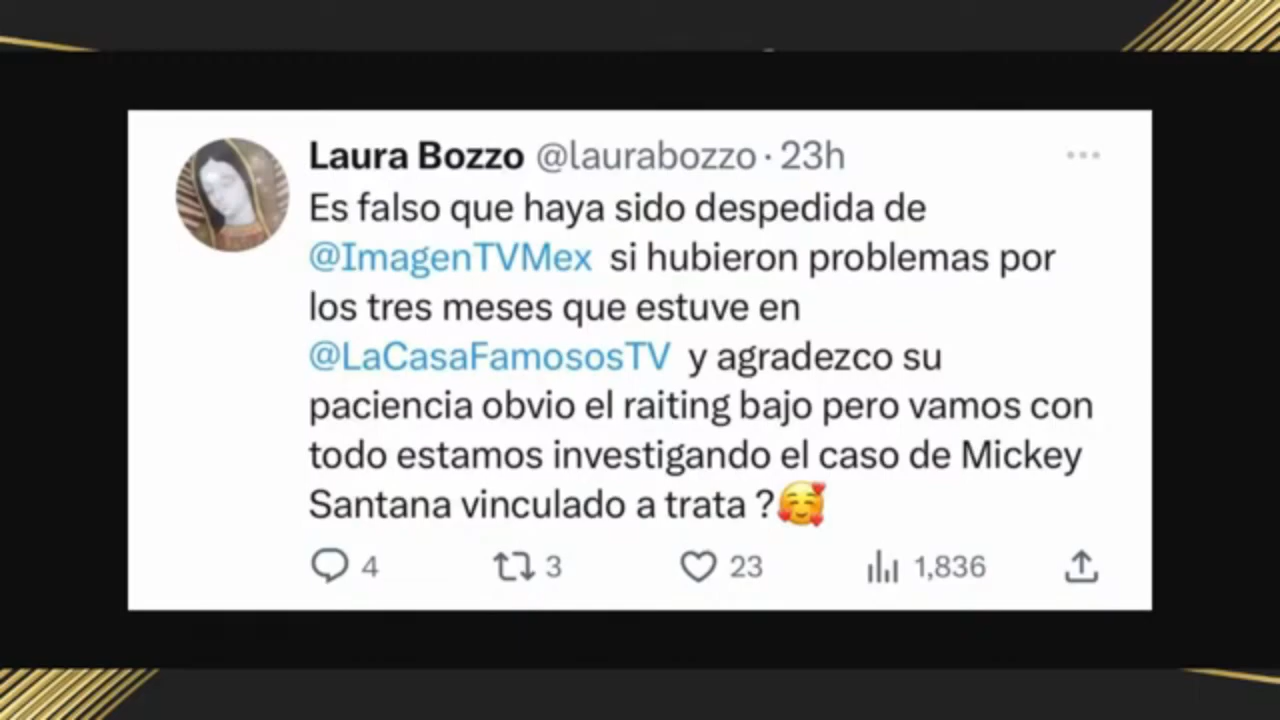 Laura Bozzo @laurabozzo · 23h
Es falso que haya sido despedida de
@ImagenTVMex si hubieron problemas por
los tres meses que estuve en
@LaCasaFamososTV y agradezco su
paciencia obvio el raiting bajo pero vamos con
todo estamos investigando el caso de Mickey
Santana vinculado a trata ?🥰
4 3 23 1,836